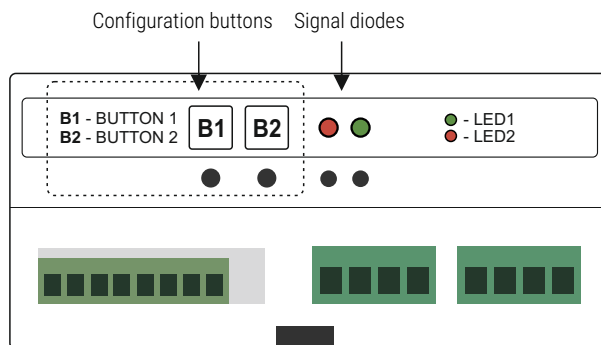 Configuration buttons Signal diodes
B1 - BUTTON 1
B2 - BUTTON 2
B1 B2
- LED1
- LED2